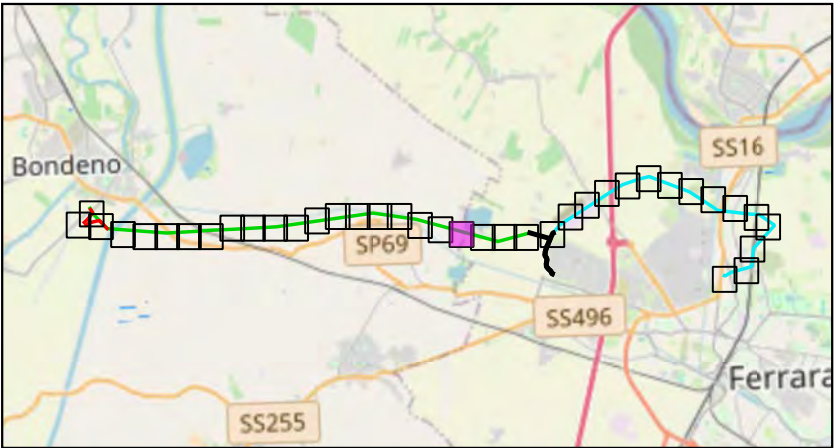 SS16
Bondeno
SP69
SS496
Ferrara
SS255